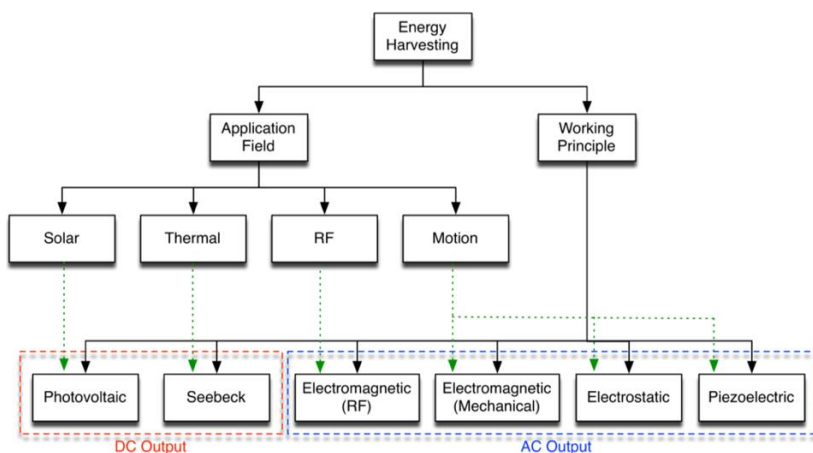 Energy
Harvesting
Application
Field
Working
Principle
Solar
Thermal
RF
Motion
Photovoltaic
Seebeck
Electromagnetic
(RF)
Electromagnetic
(Mechanical)
Electrostatic
Piezoelectric
DC Output
AC Output